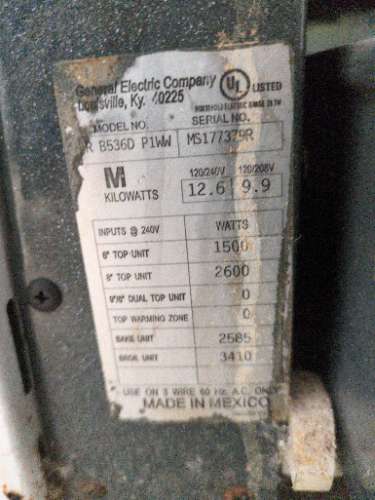 General Electric Company
Louisville, Ky. 40225
UL LISTED
HOUSEHOLD ELECTRIC RANGE
MODEL NO. SERIAL NO.
R B536D P1WW MS177379R
M 120/240V 120/208V
KILOWATTS 12.6 9.9
INPUTS @ 240V WATTS
6" TOP UNIT 1500
8" TOP UNIT 2600
DUAL TOP UNIT 0
TOP WARMING ZONE 0
BAKE UNIT 2585
BROIL UNIT 3410
USE ON 3 WIRE 60 Hz. A.C. ONLY
MADE IN MEXICO